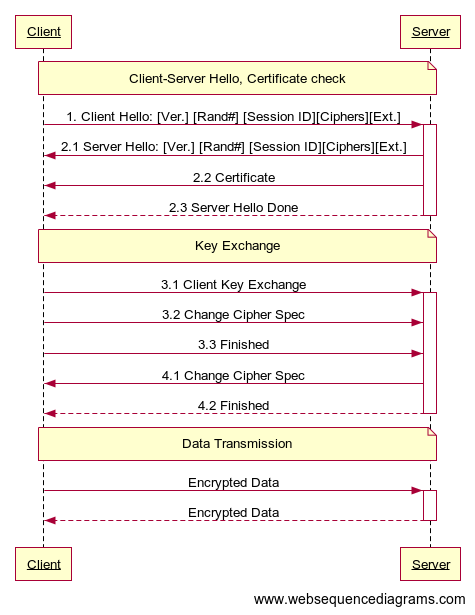 Client Server
Client-Server Hello, Certificate check
1. Client Hello: [Ver.] [Rand#] [Session ID][Ciphers][Ext.]
2.1 Server Hello: [Ver.] [Rand#] [Session ID][Ciphers][Ext.]
2.2 Certificate
2.3 Server Hello Done
Key Exchange
3.1 Client Key Exchange
3.2 Change Cipher Spec
3.3 Finished
4.1 Change Cipher Spec
4.2 Finished
Data Transmission
Encrypted Data
Encrypted Data
Client Server
www.websequencediagrams.com